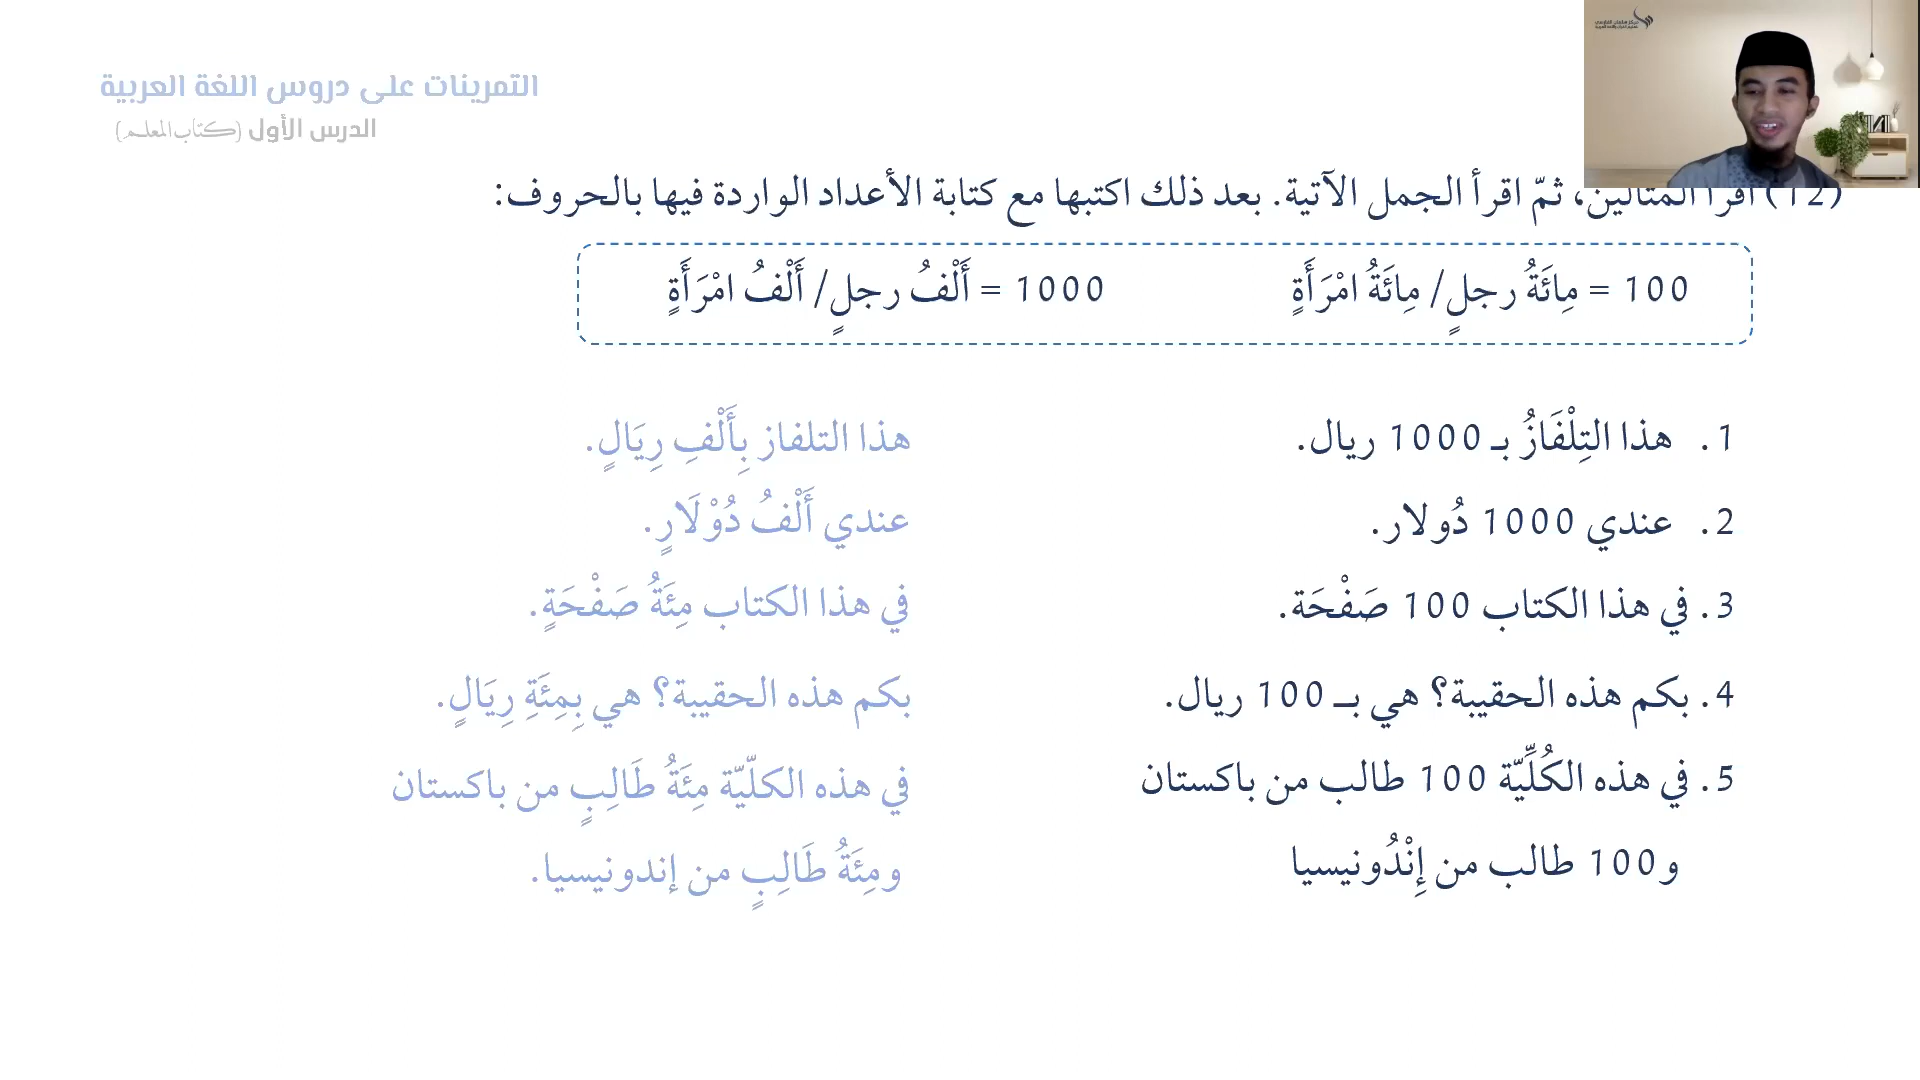 التمرينات على دروس اللغة العربية
الدرس الأول (كتاب المعلم)
(12) اقرأ المثالين، ثمّ اقرأ الجمل الآتية. بعد ذلك اكتبها مع كتابة الأعداد الواردة فيها بالحروف:
100 = مِائَةُ رجلٍ/ مِائَةُ امْرَأَةٍ
1000 = أَلْفُ رجلٍ/ أَلْفُ امْرَأَةٍ
1. هذا التِلْفَازُ بـ 1000 ريال.
هذا التلفاز بِأَلْفِ رِيَالٍ.
2. عندي 1000 دُولار.
عندي أَلْفُ دُوْلَارٍ.
3. في هذا الكتاب 100 صَفْحَة.
في هذا الكتاب مِئَةُ صَفْحَةٍ.
4. بكم هذه الحقيبة؟ هي بـ 100 ريال.
بكم هذه الحقيبة؟ هي بِمِئَةِ رِيَالٍ.
5. في هذه الكُلِّيّة 100 طالب من باكستان
في هذه الكلّيّة مِئَةُ طَالِبٍ من باكستان
و100 طالب من إِنْدُونيسيا
ومِئَةُ طَالِبٍ من إندونيسيا.